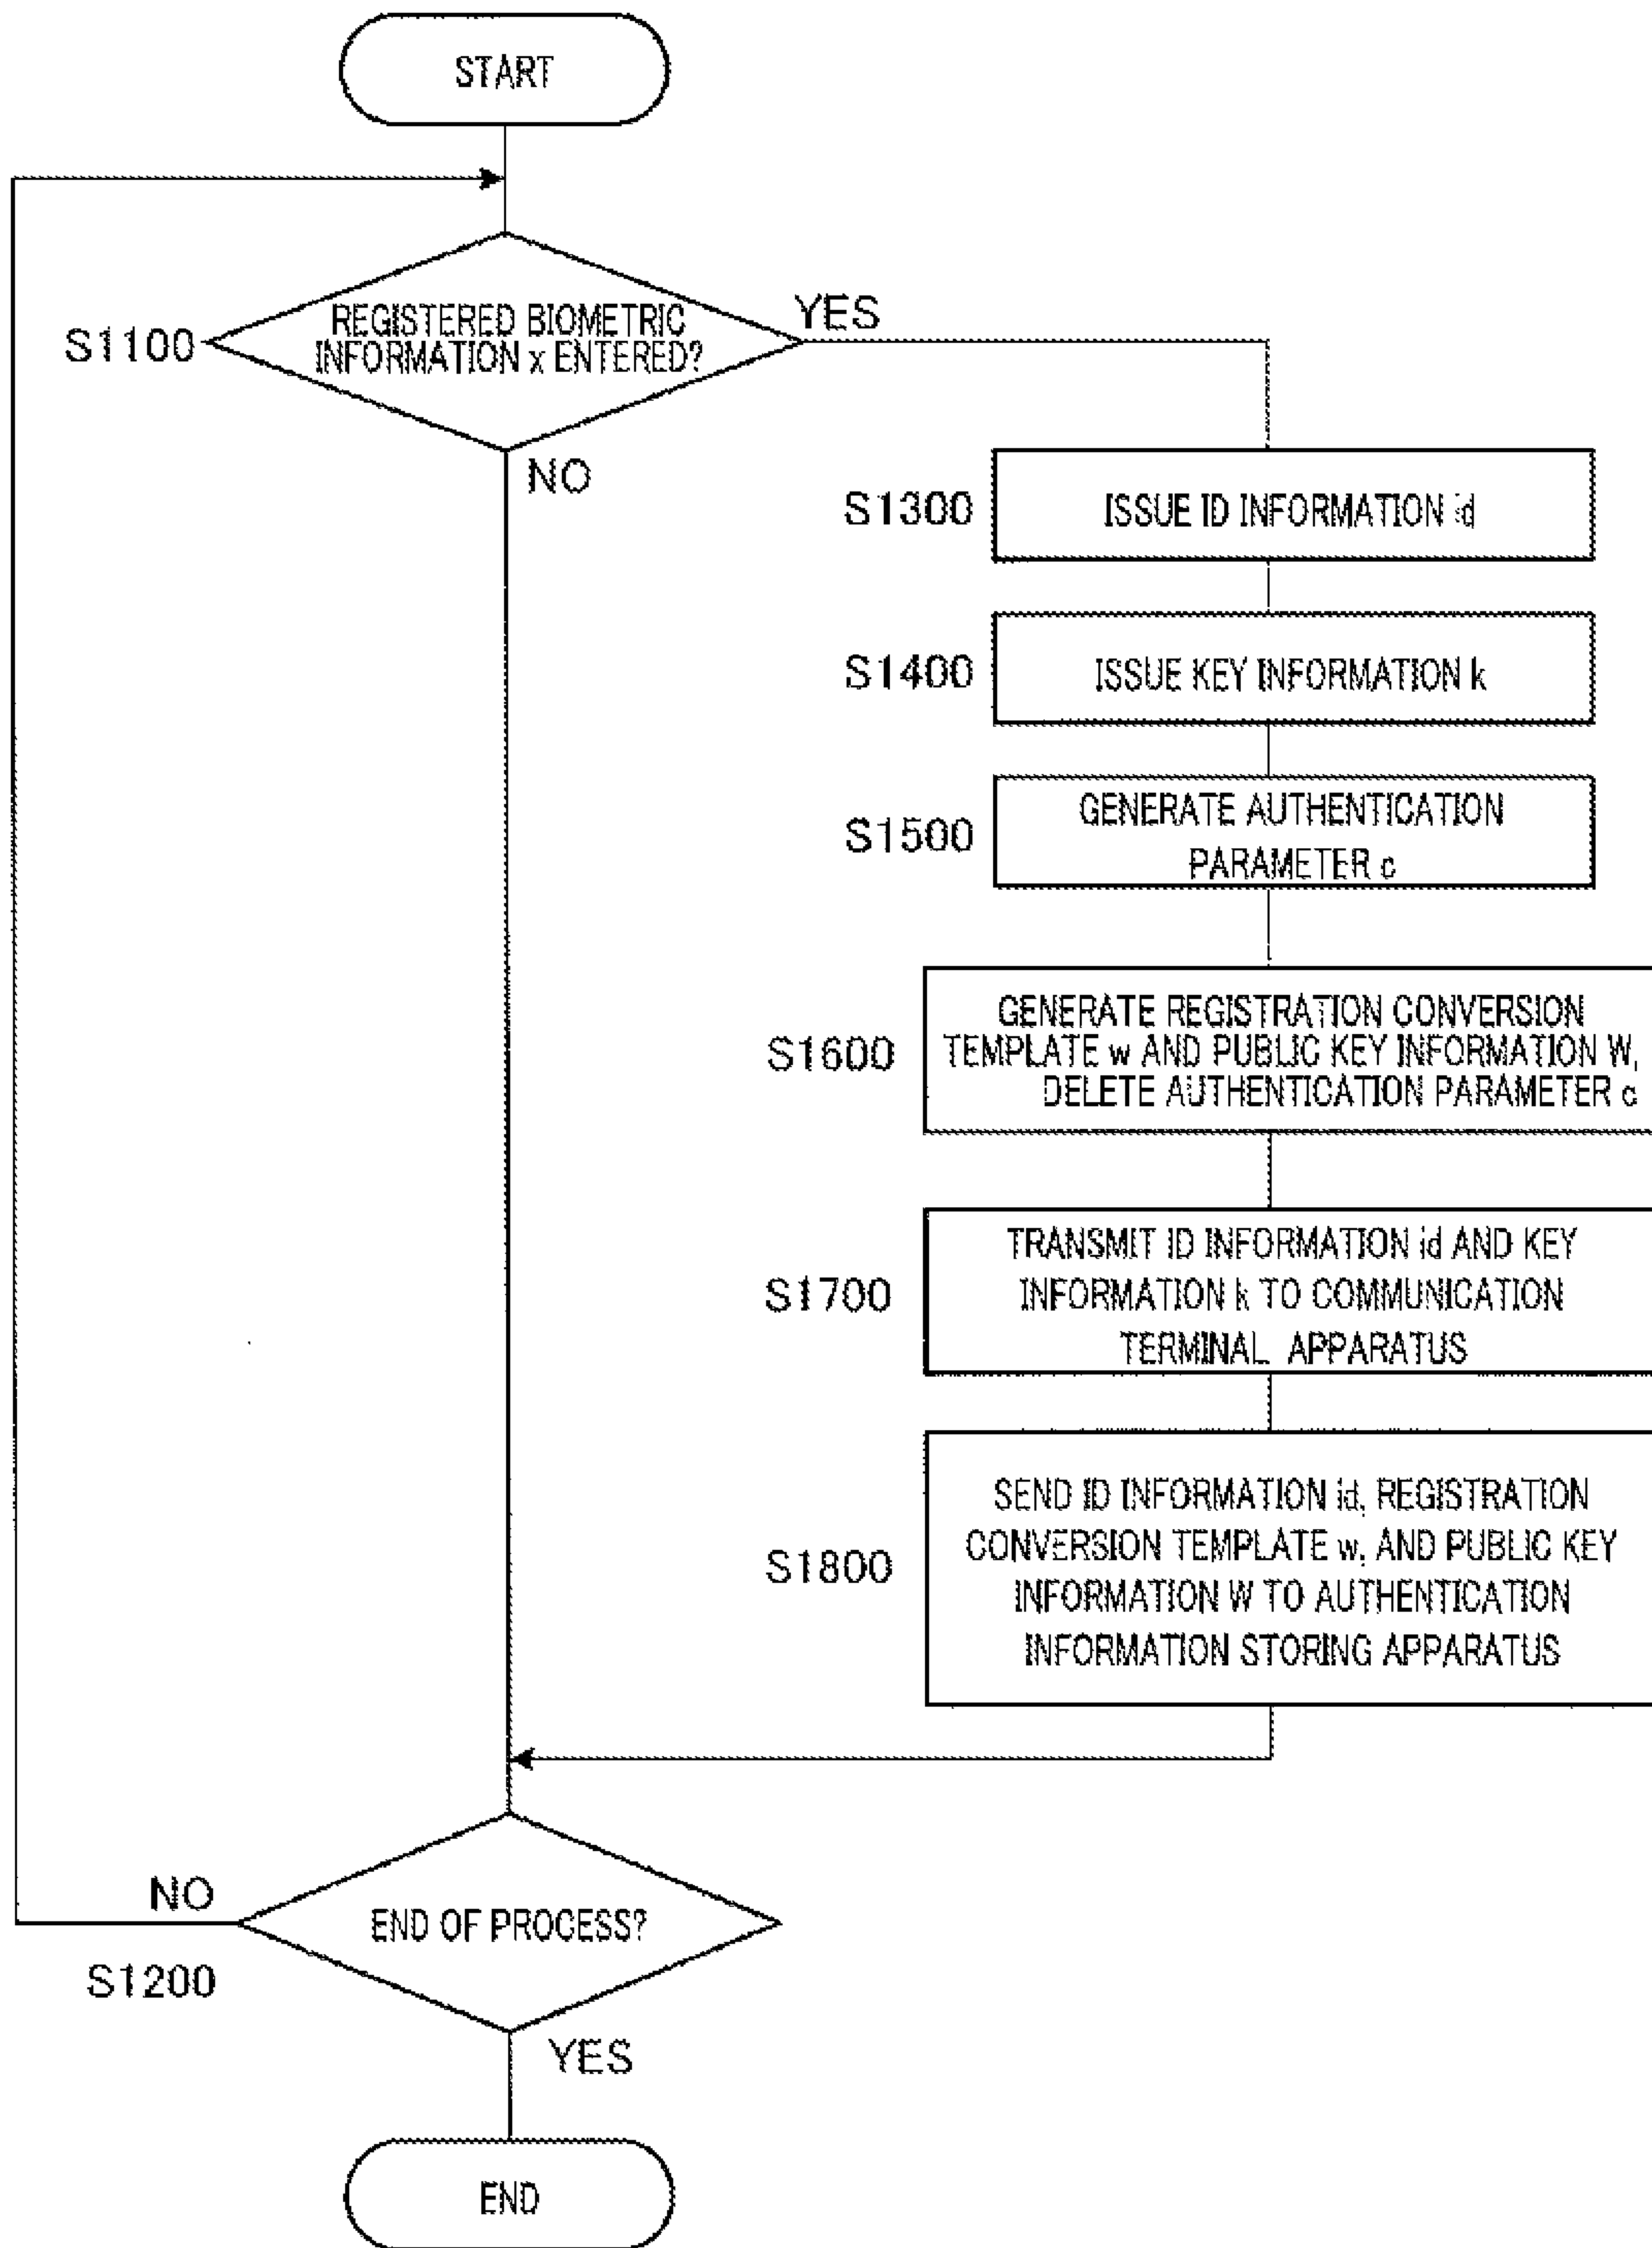 START
S1100
REGISTERED BIOMETRIC
INFORMATION x ENTERED?
YES
NO
S1300
ISSUE ID INFORMATION id
S1400
ISSUE KEY INFORMATION k
S1500
GENERATE AUTHENTICATION
PARAMETER c
S1600
GENERATE REGISTRATION CONVERSION
TEMPLATE w AND PUBLIC KEY INFORMATION W,
DELETE AUTHENTICATION PARAMETER c
S1700
TRANSMIT ID INFORMATION id AND KEY
INFORMATION k TO COMMUNICATION
TERMINAL APPARATUS
S1800
SEND ID INFORMATION id, REGISTRATION
CONVERSION TEMPLATE w, AND PUBLIC KEY
INFORMATION W TO AUTHENTICATION
INFORMATION STORING APPARATUS
NO
END OF PROCESS?
S1200
YES
END